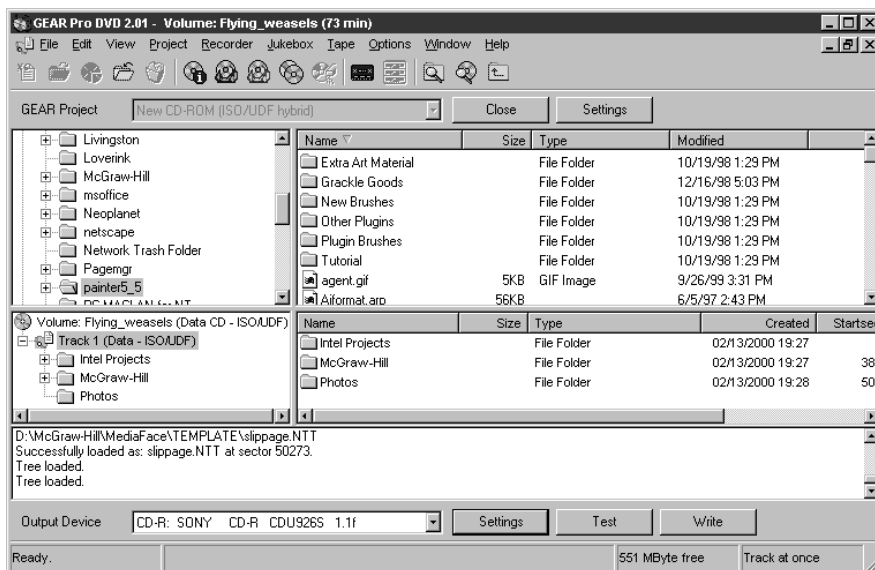 GEAR Pro DVD 2.01 - Volume: Flying_weasels (73 min)
File Edit View Project Recorder Jukebox Tape Options Window Help
GEAR Project New CD-ROM (ISO/UDF hybrid) Close Settings
Livingston
Loverink
McGraw-Hill
msoffice
Neoplanet
netscape
Network Trash Folder
Pagemgr
painter5_5
PC MACLAN for NT
Name Size Type Modified
Extra Art Material File Folder 10/19/98 1:29 PM
Grackle Goods File Folder 12/16/98 5:03 PM
New Brushes File Folder 10/19/98 1:29 PM
Other Plugins File Folder 10/19/98 1:29 PM
Plugin Brushes File Folder 10/19/98 1:29 PM
Tutorial File Folder 10/19/98 1:29 PM
agent.gif 5KB GIF Image 9/26/99 3:31 PM
Aiformat.arp 56KB 6/5/97 2:43 PM
Volume: Flying_weasels (Data CD - ISO/UDF)
Track 1 (Data - ISO/UDF)
Intel Projects
McGraw-Hill
Photos
Name Size Type Created Startsec
Intel Projects File Folder 02/13/2000 19:27
McGraw-Hill File Folder 02/13/2000 19:27 38
Photos File Folder 02/13/2000 19:28 50
D:\McGraw-Hill\MediaFace\TEMPLATE\slippage.NTT
Successfully loaded as: slippage.NTT at sector 50273.
Tree loaded.
Tree loaded.
Output Device CD-R: SONY CD-R CDU926S 1.1f Settings Test Write
Ready. 551 MByte free Track at once